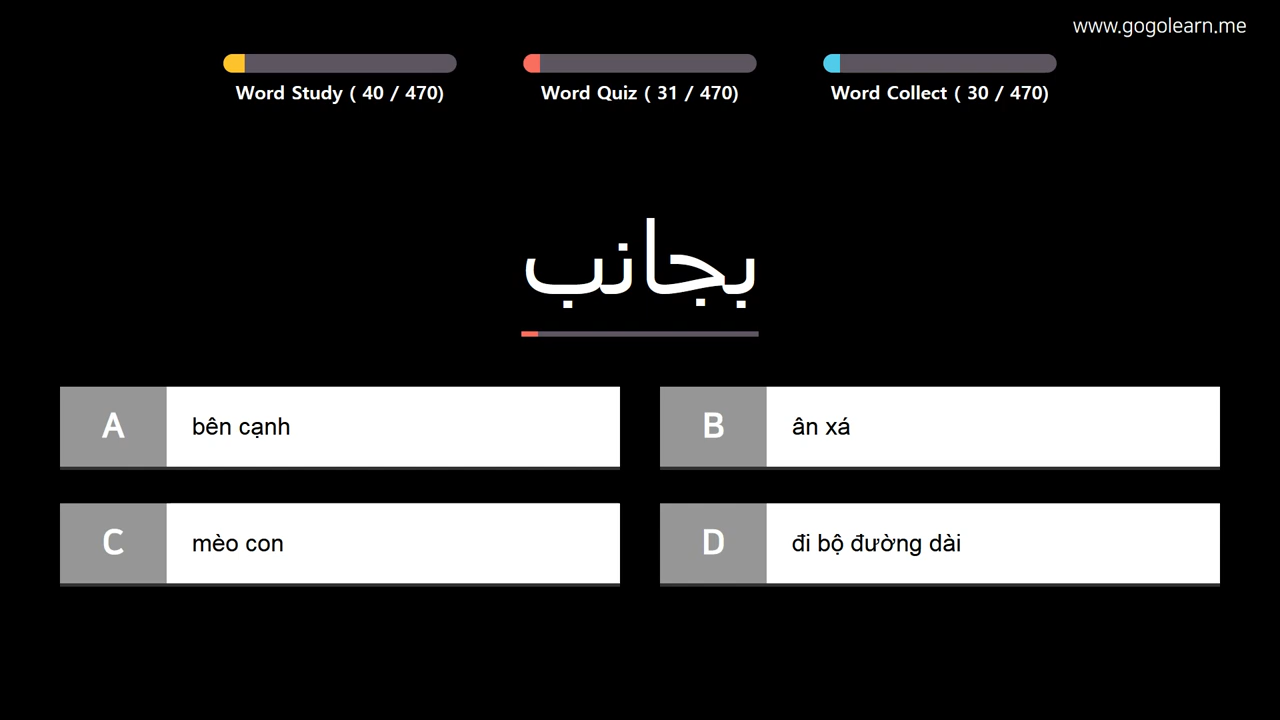 www.gogolearn.me
Word Study ( 40 / 470)
Word Quiz ( 31 / 470)
Word Collect ( 30 / 470)
بجانب
A bên cạnh
B ân xá
C mèo con
D đi bộ đường dài